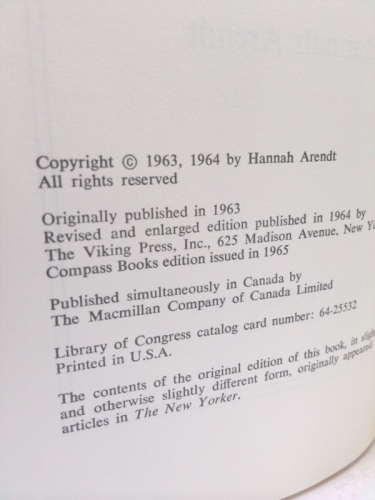 Copyright © 1963, 1964 by Hannah Arendt
All rights reserved
Originally published in 1963
Revised and enlarged edition published in 1964 by
The Viking Press, Inc., 625 Madison Avenue, New
Compass Books edition issued in 1965
Published simultaneously in Canada by
The Macmillan Company of Canada Limited
Library of Congress catalog card number: 64-25532
Printed in U.S.A.
The contents of the original edition of this book, in
and otherwise slightly different form, originally appeared
articles in The New Yorker.